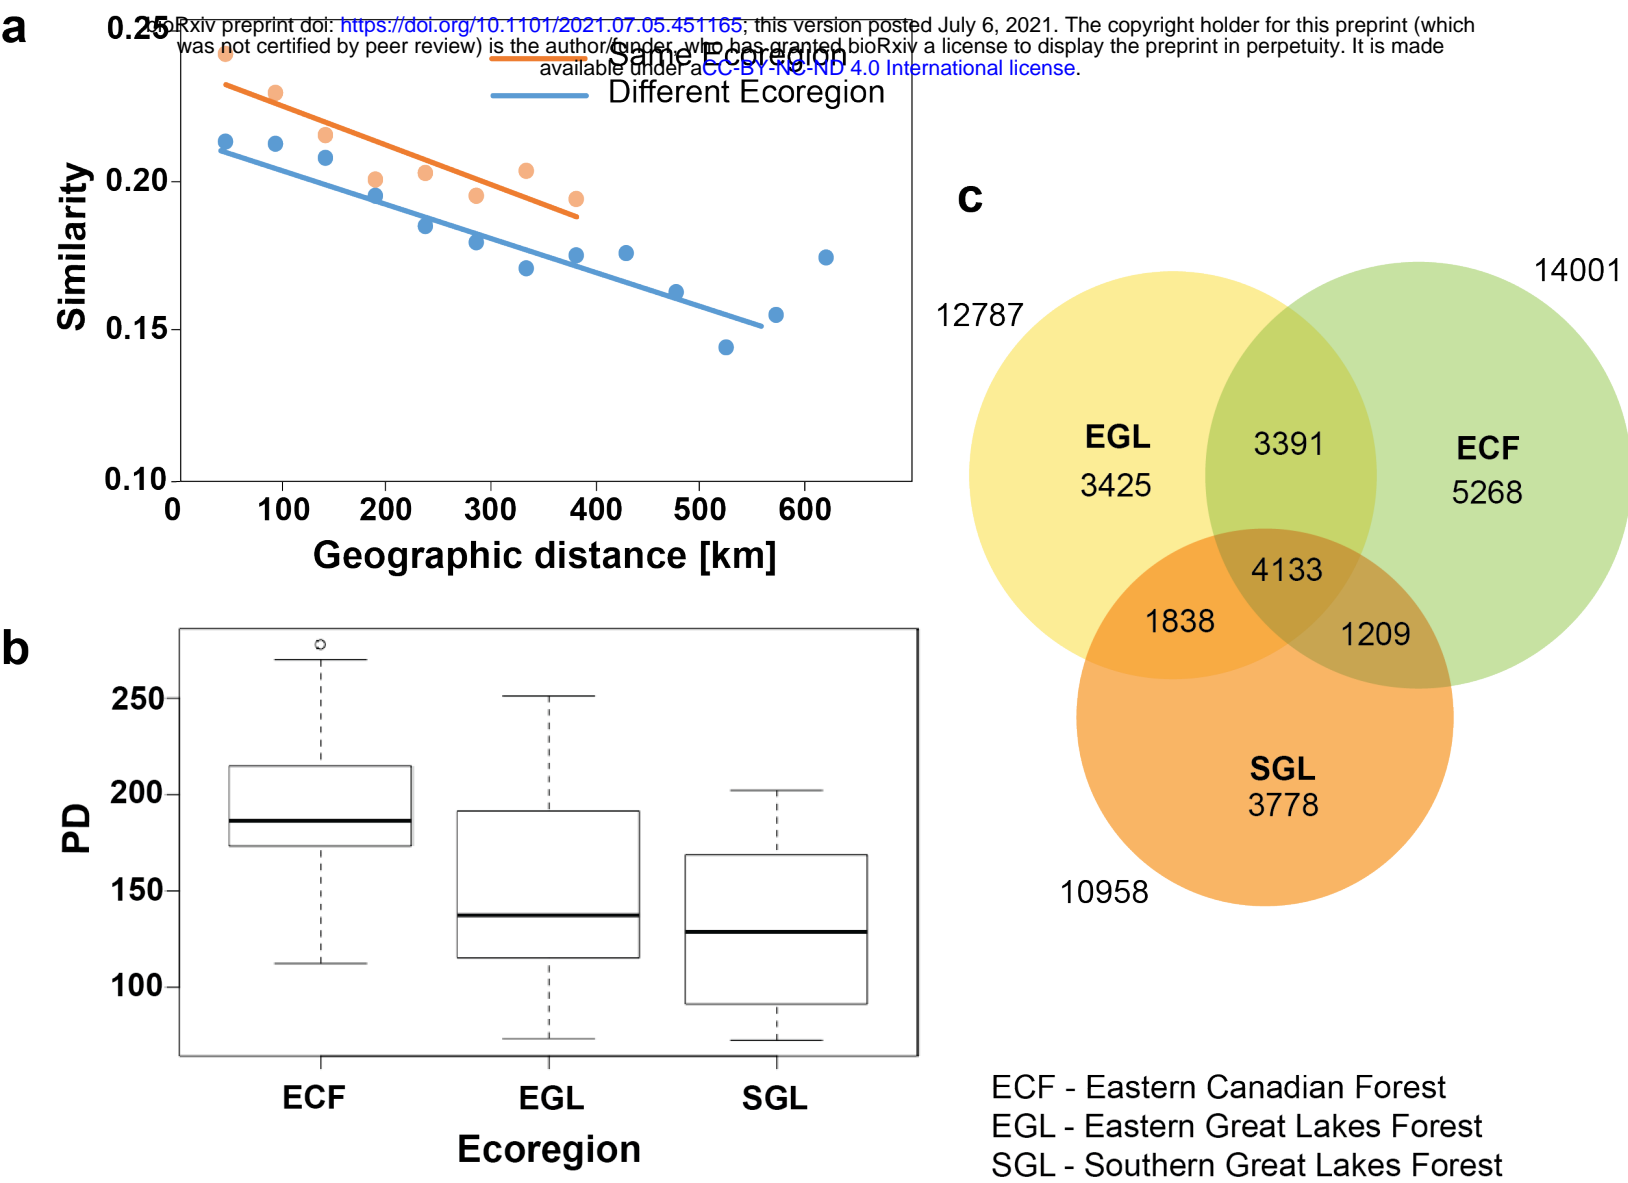 bioRxiv preprint doi: https://doi.org/10.1101/2021.07.05.451165; this version posted July 6, 2021. The copyright holder for this preprint (which
was not certified by peer review) is the author/funder, who has granted bioRxiv a license to display the preprint in perpetuity. It is made
available under aCC-BY-NC-ND 4.0 International license.
a
Same Ecoregion
Different Ecoregion
0.25
0.20
0.15
0.10
Similarity
0 100 200 300 400 500 600
Geographic distance [km]
b
250
200
150
100
PD
ECF EGL SGL
Ecoregion
c
14001
12787
EGL
3425
3391
ECF
5268
4133
1838
1209
SGL
3778
10958
ECF - Eastern Canadian Forest
EGL - Eastern Great Lakes Forest
SGL - Southern Great Lakes Forest